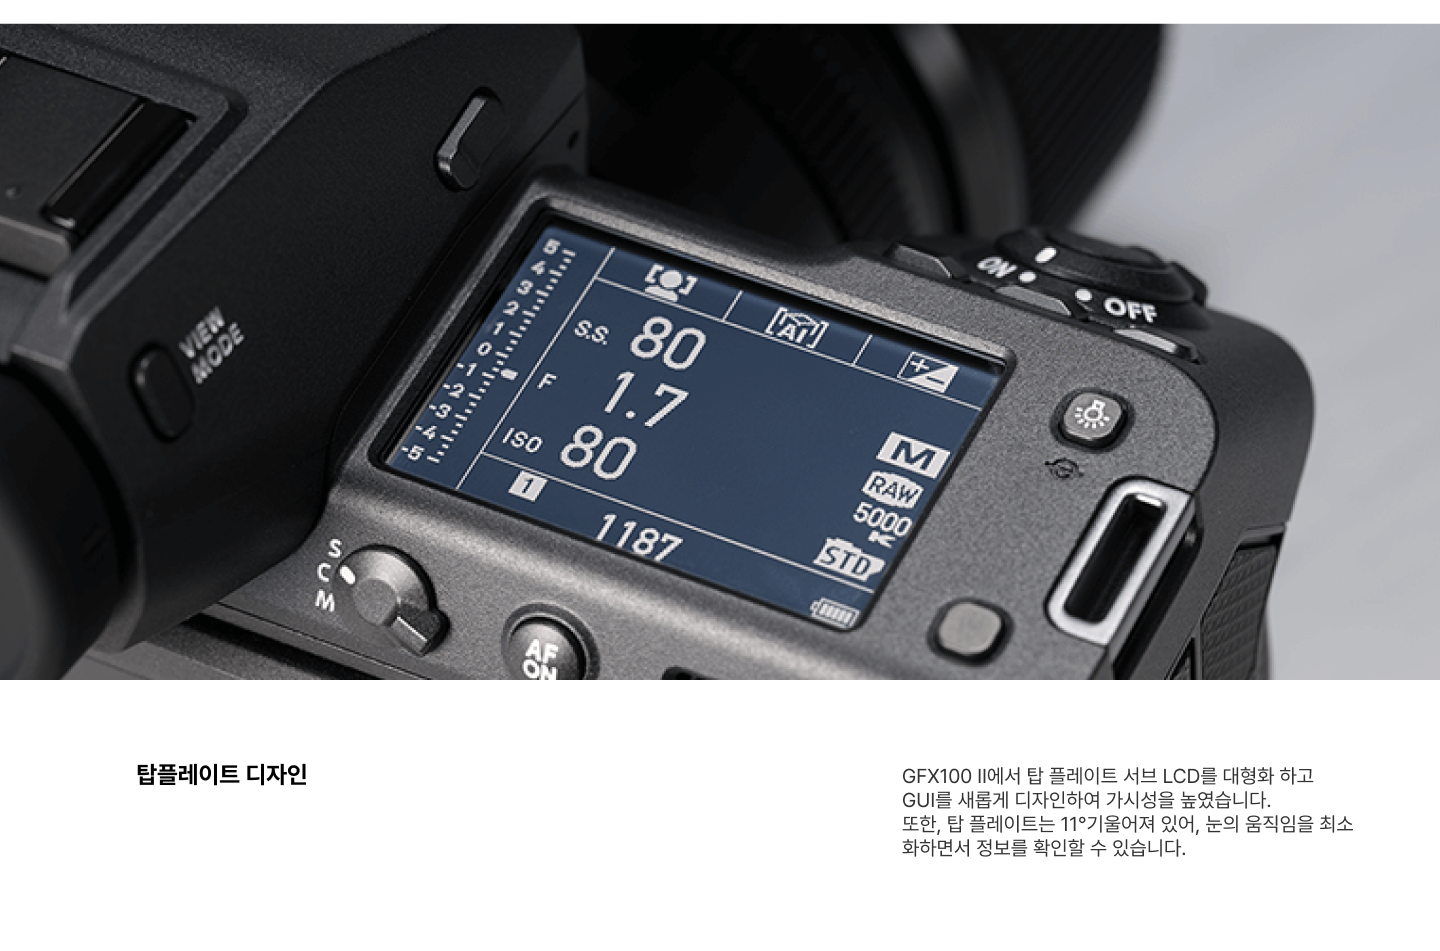 VIEW
MODE
5
4
3
2
1
0
-1
-2
-3
-4
-5
AI
S.S. 80
F 1.7
ISO 80
1
1187
M
RAW
5000
K
STD
ON
OFF
S
C
M
AF
ON
탑플레이트 디자인
GFX100 II에서 탑 플레이트 서브 LCD를 대형화 하고
GUI를 새롭게 디자인하여 가시성을 높였습니다.
또한, 탑 플레이트는 11°기울어져 있어, 눈의 움직임을 최소
화하면서 정보를 확인할 수 있습니다.